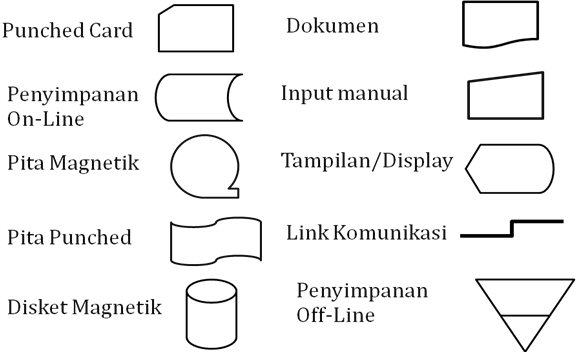 Punched Card
Dokumen
Penyimpanan
On-Line
Input manual
Pita Magnetik
Tampilan/Display
Pita Punched
Link Komunikasi
Disket Magnetik
Penyimpanan
Off-Line